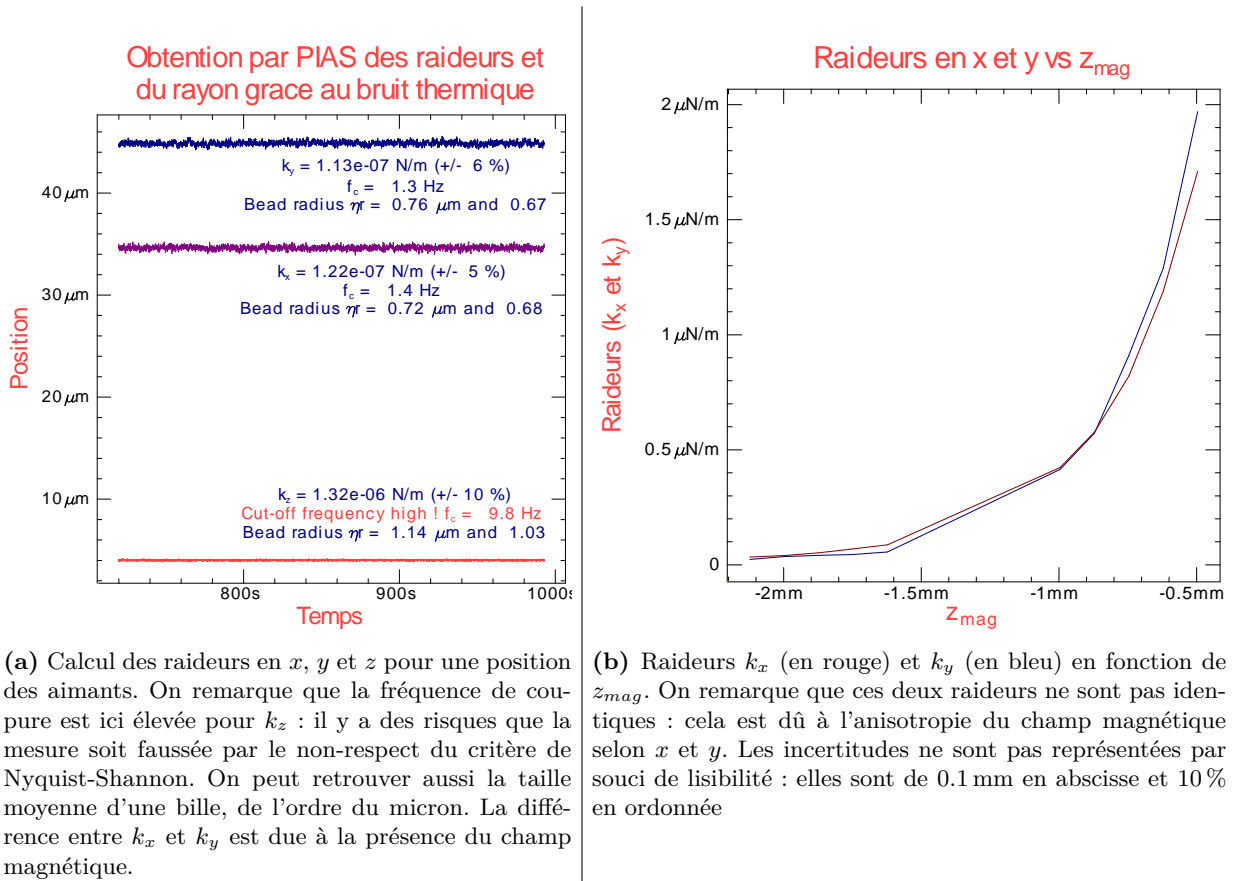 Obtention par PIAS des raideurs et
du rayon grace au bruit thermique
Position
40 μm
30 μm
20 μm
10 μm
k_y = 1.13e-07 N/m (+/- 6 %)
f_c = 1.3 Hz
Bead radius ηr = 0.76 μm and 0.67
k_x = 1.22e-07 N/m (+/- 5 %)
f_c = 1.4 Hz
Bead radius ηr = 0.72 μm and 0.68
k_z = 1.32e-06 N/m (+/- 10 %)
Cut-off frequency high ! f_c = 9.8 Hz
Bead radius ηr = 1.14 μm and 1.03
800s 900s 1000s
Temps
(a) Calcul des raideurs en x, y et z pour une position
des aimants. On remarque que la fréquence de cou-
pure est ici élevée pour k_z : il y a des risques que la
mesure soit faussée par le non-respect du critère de
Nyquist-Shannon. On peut retrouver aussi la taille
moyenne d'une bille, de l'ordre du micron. La diffé-
rence entre k_x et k_y est due à la présence du champ
magnétique.
Raideurs en x et y vs z_mag
Raideurs (k_x et k_y)
2 μN/m
1.5 μN/m
1 μN/m
0.5 μN/m
0
-2mm -1.5mm -1mm -0.5mm
z_mag
(b) Raideurs k_x (en rouge) et k_y (en bleu) en fonction de
z_mag. On remarque que ces deux raideurs ne sont pas iden-
tiques : cela est dû à l'anisotropie du champ magnétique
selon x et y. Les incertitudes ne sont pas représentées par
souci de lisibilité : elles sont de 0.1 mm en abscisse et 10 %
en ordonnée